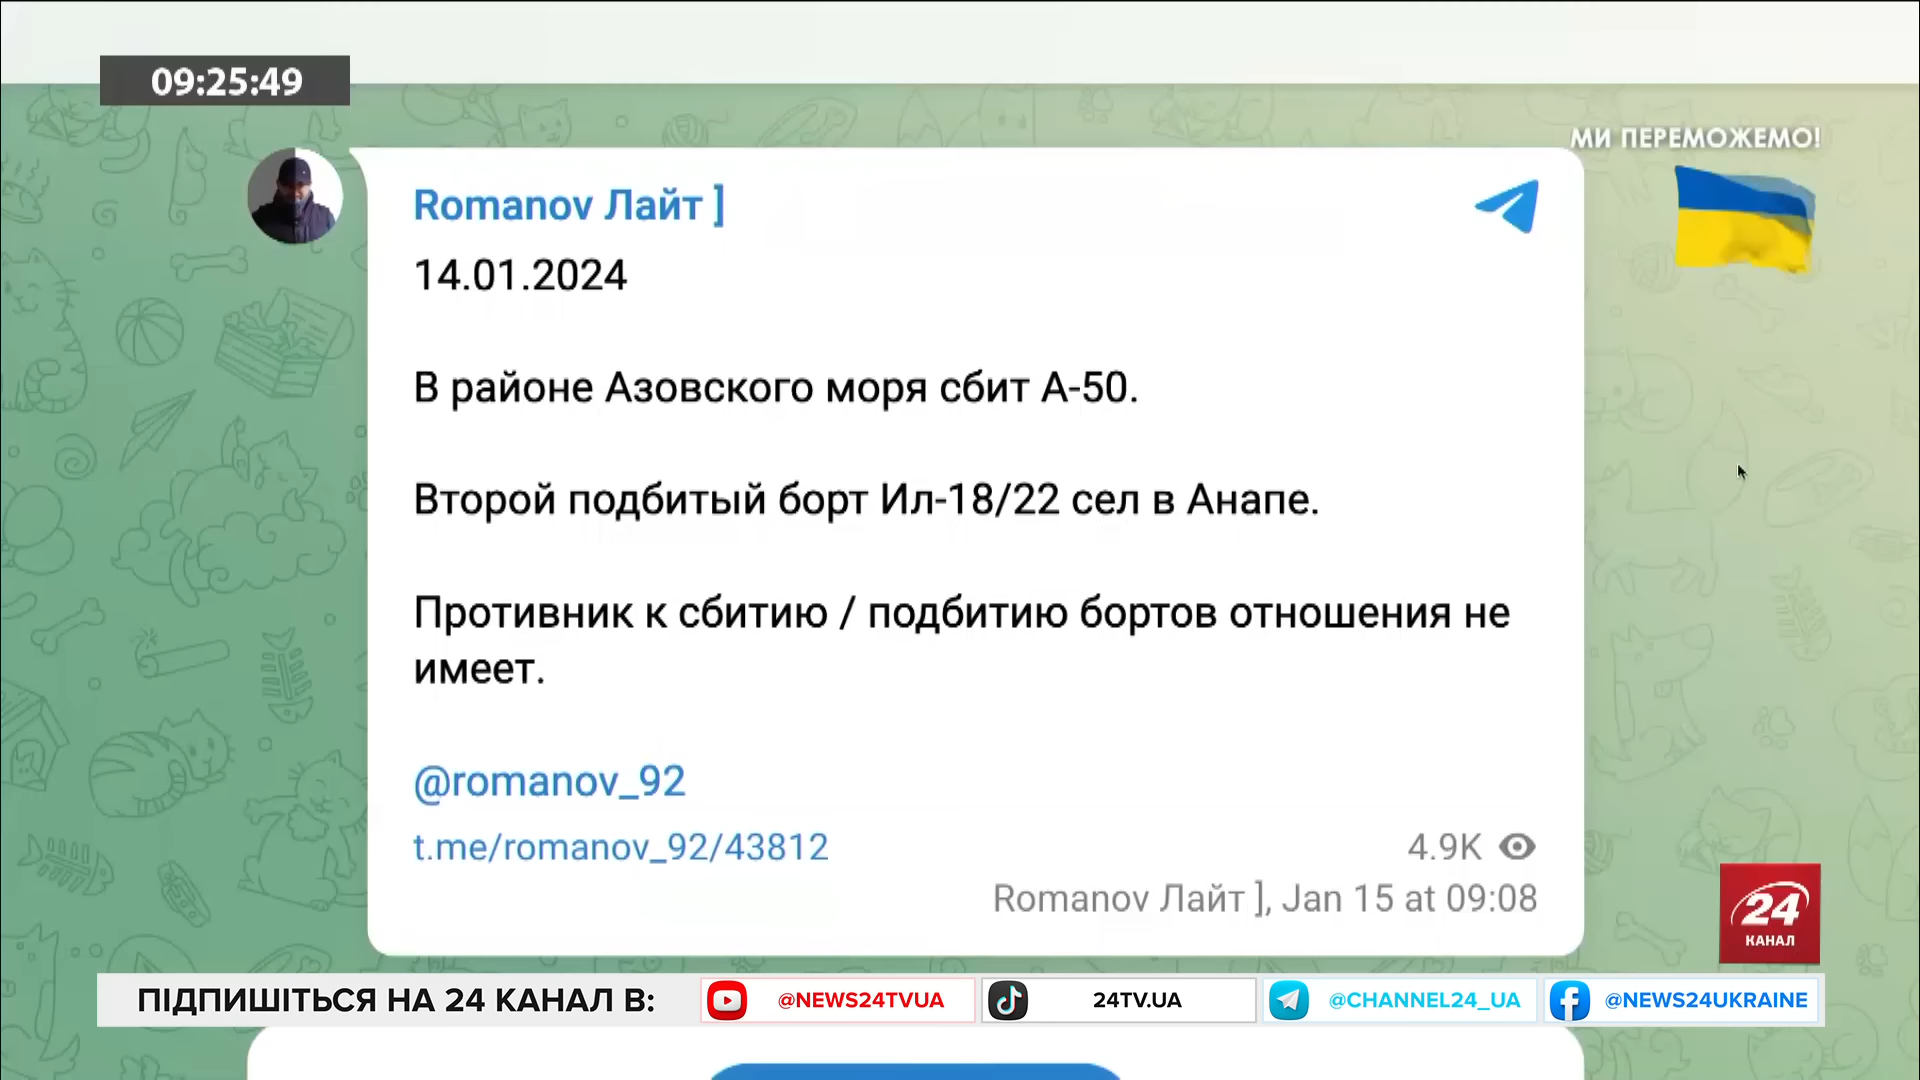 09:25:49
МИ ПЕРЕМОЖЕМО!
Romanov Лайт ]
14.01.2024
В районе Азовского моря сбит А-50.
Второй подбитый борт Ил-18/22 сел в Анапе.
Противник к сбитию / подбитию бортов отношения не
имеет.
@romanov_92
t.me/romanov_92/43812
4.9K
Romanov Лайт ], Jan 15 at 09:08
24
КАНАЛ
ПІДПИШІТЬСЯ НА 24 КАНАЛ В: @NEWS24TVUA 24TV.UA @CHANNEL24_UA @NEWS24UKRAINE